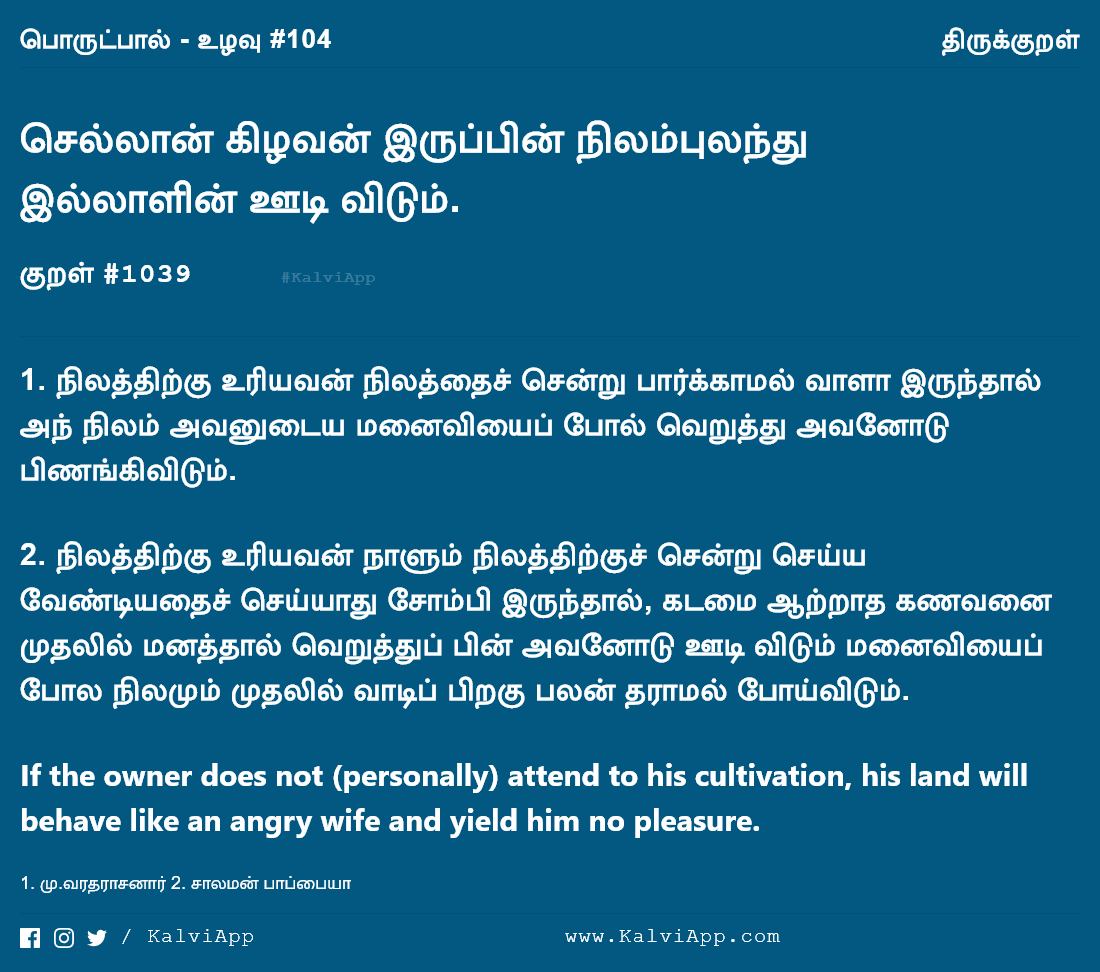 பொருட்பால் - உழவு #104
திருக்குறள்
செல்லான் கிழவன் இருப்பின் நிலம்புலந்து
இல்லாளின் ஊடி விடும்.
குறள் #1039
#KalviApp
1. நிலத்திற்கு உரியவன் நிலத்தைச் சென்று பார்க்காமல் வாளா இருந்தால்
அந் நிலம் அவனுடைய மனைவியைப் போல் வெறுத்து அவனோடு
பிணங்கிவிடும்.
2. நிலத்திற்கு உரியவன் நாளும் நிலத்திற்குச் சென்று செய்ய
வேண்டியதைச் செய்யாது சோம்பி இருந்தால், கடமை ஆற்றாத கணவனை
முதலில் மனத்தால் வெறுத்துப் பின் அவனோடு ஊடி விடும் மனைவியைப்
போல நிலமும் முதலில் வாடிப் பிறகு பலன் தராமல் போய்விடும்.
If the owner does not (personally) attend to his cultivation, his land will
behave like an angry wife and yield him no pleasure.
1. மு.வரதராசனார் 2. சாலமன் பாப்பையா
/ KalviApp
www.KalviApp.com